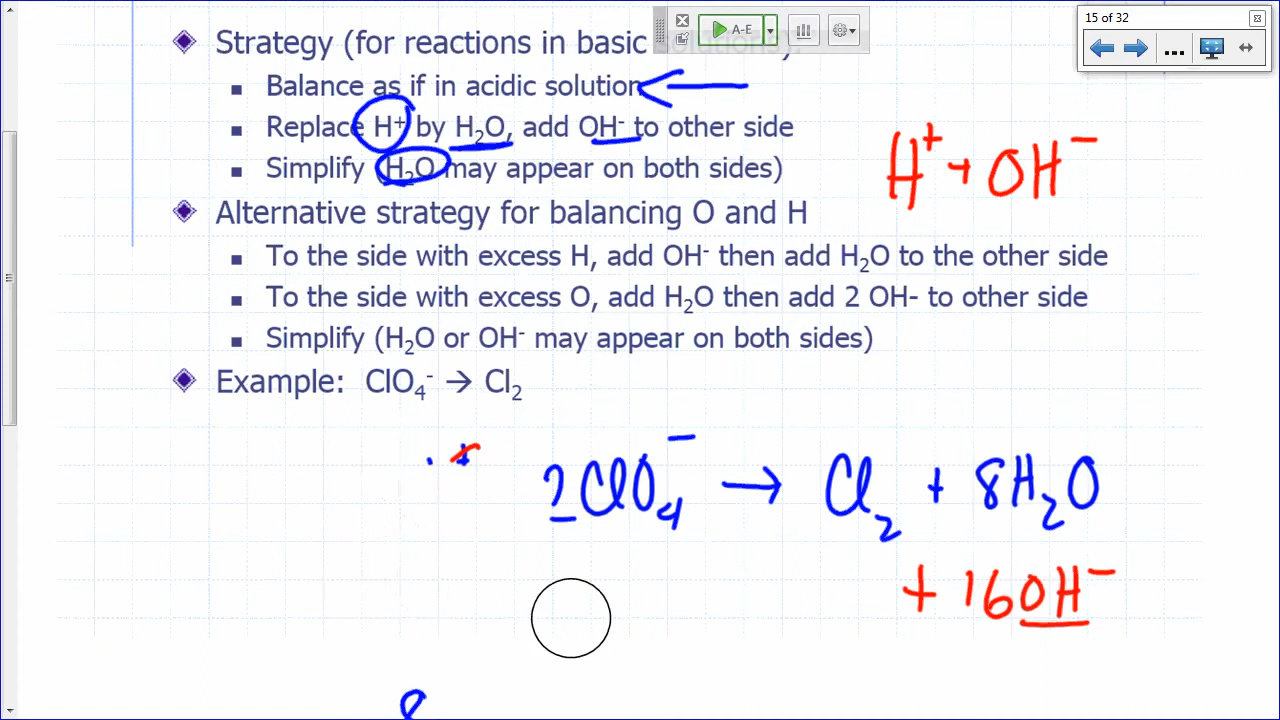 15 of 32
A-E
Strategy (for reactions in basic solutions):
Balance as if in acidic solution
Replace H⁺ by H₂O, add OH⁻ to other side
Simplify (H₂O may appear on both sides)
H⁺ + OH⁻
Alternative strategy for balancing O and H
To the side with excess H, add OH⁻ then add H₂O to the other side
To the side with excess O, add H₂O then add 2 OH- to other side
Simplify (H₂O or OH⁻ may appear on both sides)
Example: ClO₄⁻ → Cl₂
2ClO₄⁻ → Cl₂ + 8H₂O
+ 16OH⁻
8